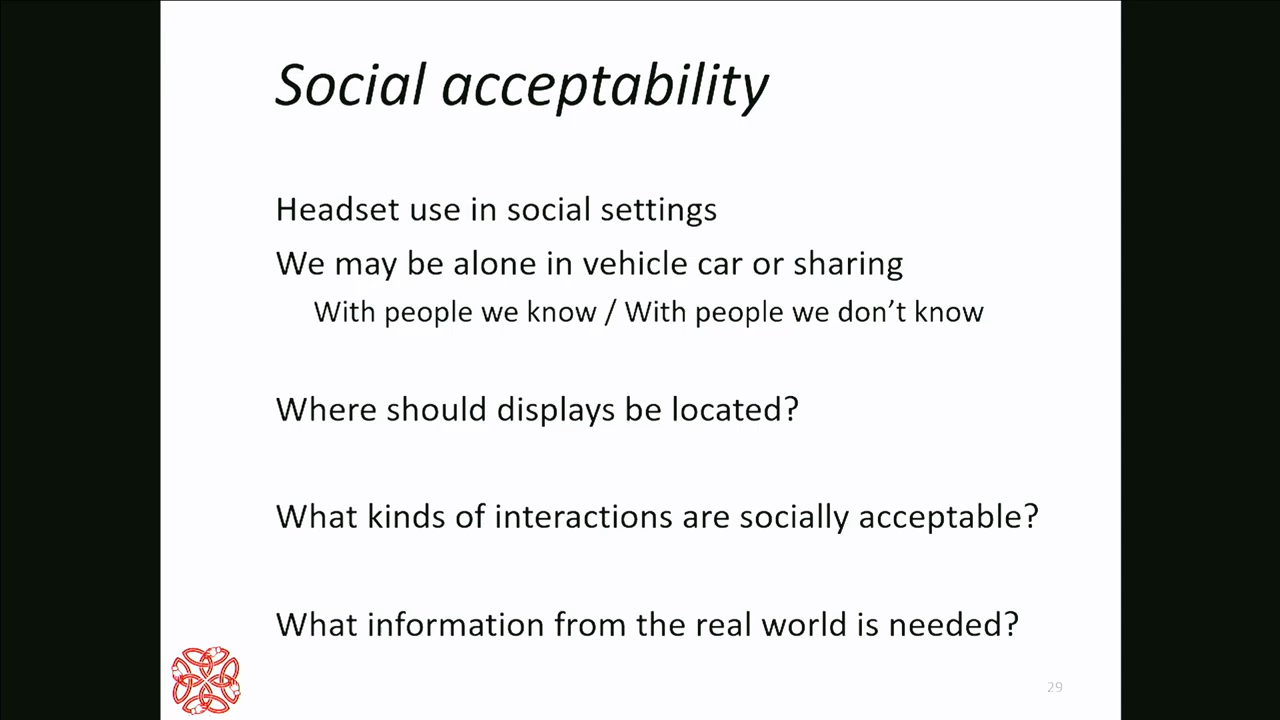 Social acceptability
Headset use in social settings
We may be alone in vehicle car or sharing
With people we know / With people we don’t know
Where should displays be located?
What kinds of interactions are socially acceptable?
What information from the real world is needed?
29